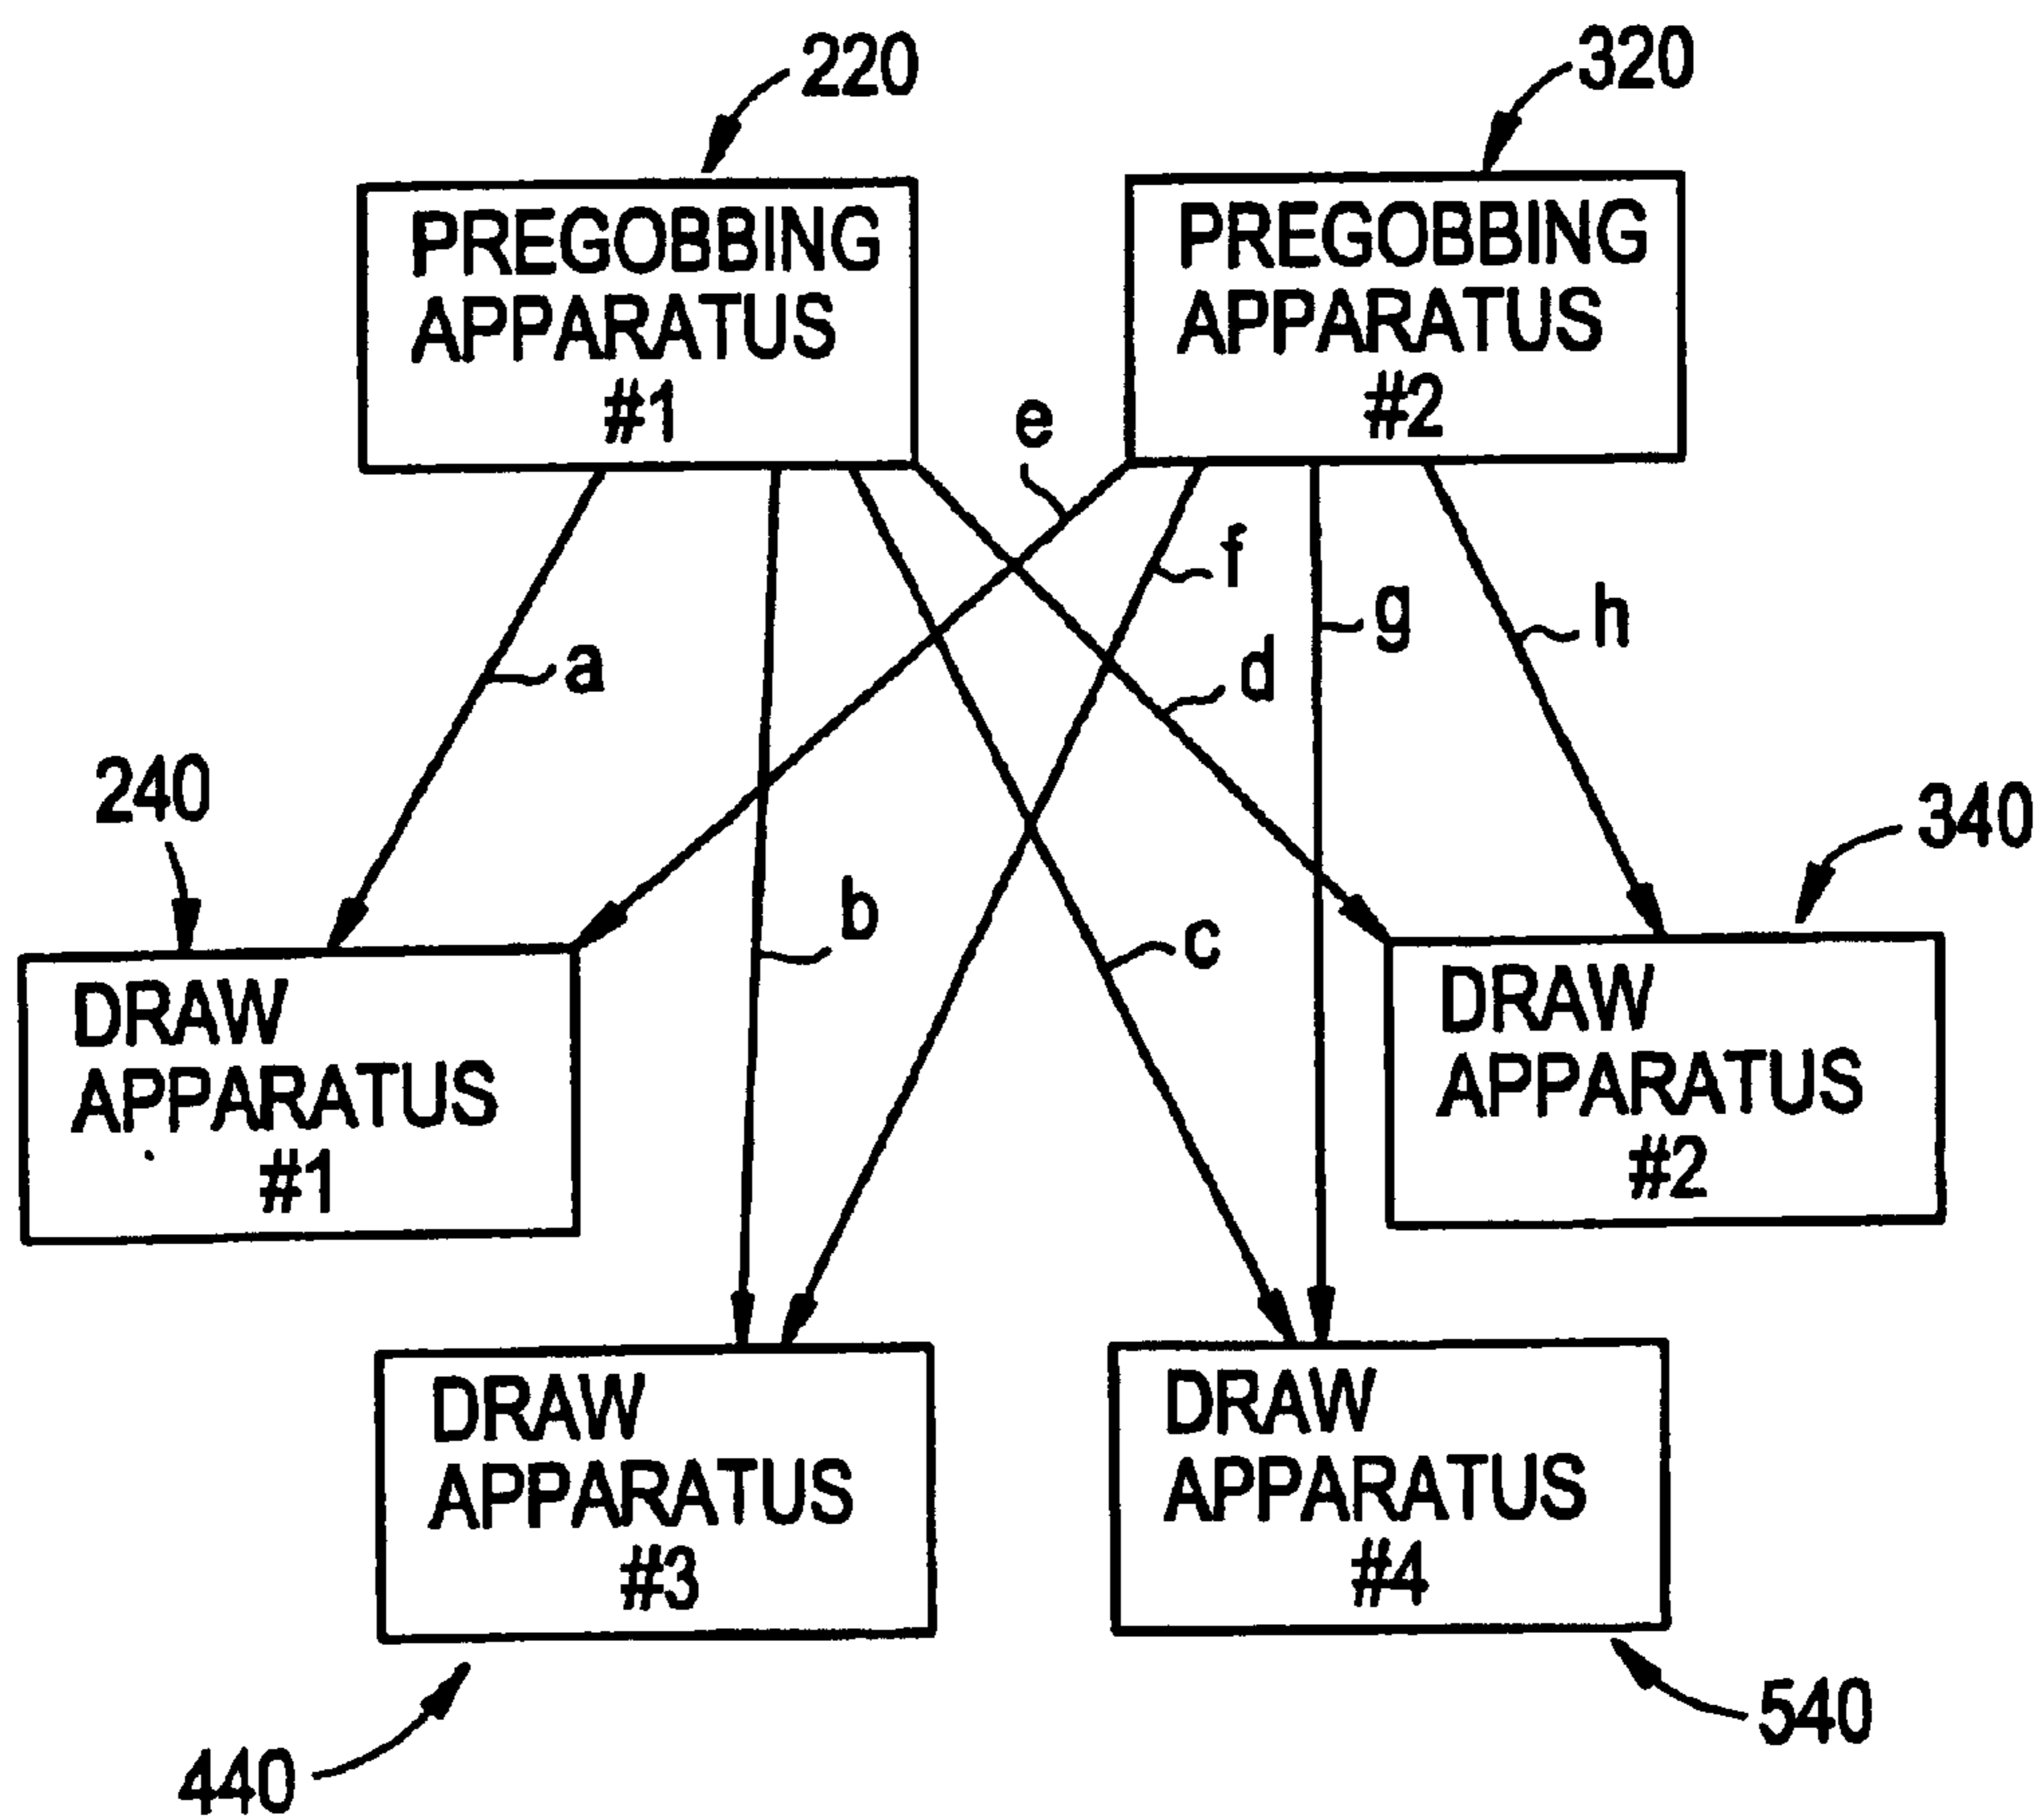 220
320
PREGOBBING
APPARATUS
#1
PREGOBBING
APPARATUS
#2
e
f
g
h
a
d
240
340
b
c
DRAW
APPARATUS
#1
DRAW
APPARATUS
#2
DRAW
APPARATUS
#3
DRAW
APPARATUS
#4
440
540